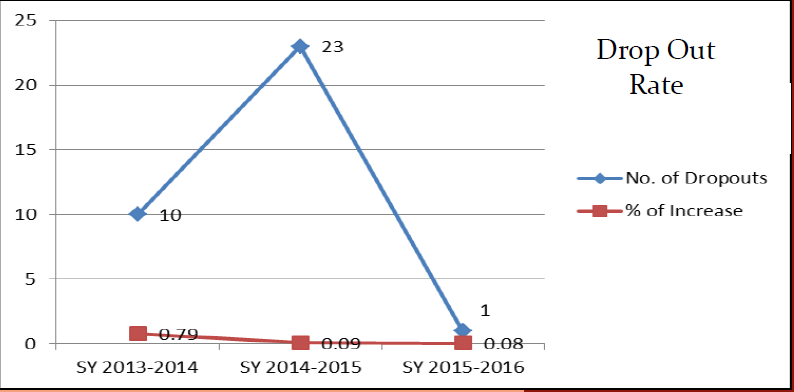 Drop Out
Rate
25
20
15
10
5
0
23
10
1
0.79
0.09
0.08
SY 2013-2014
SY 2014-2015
SY 2015-2016
No. of Dropouts
% of Increase